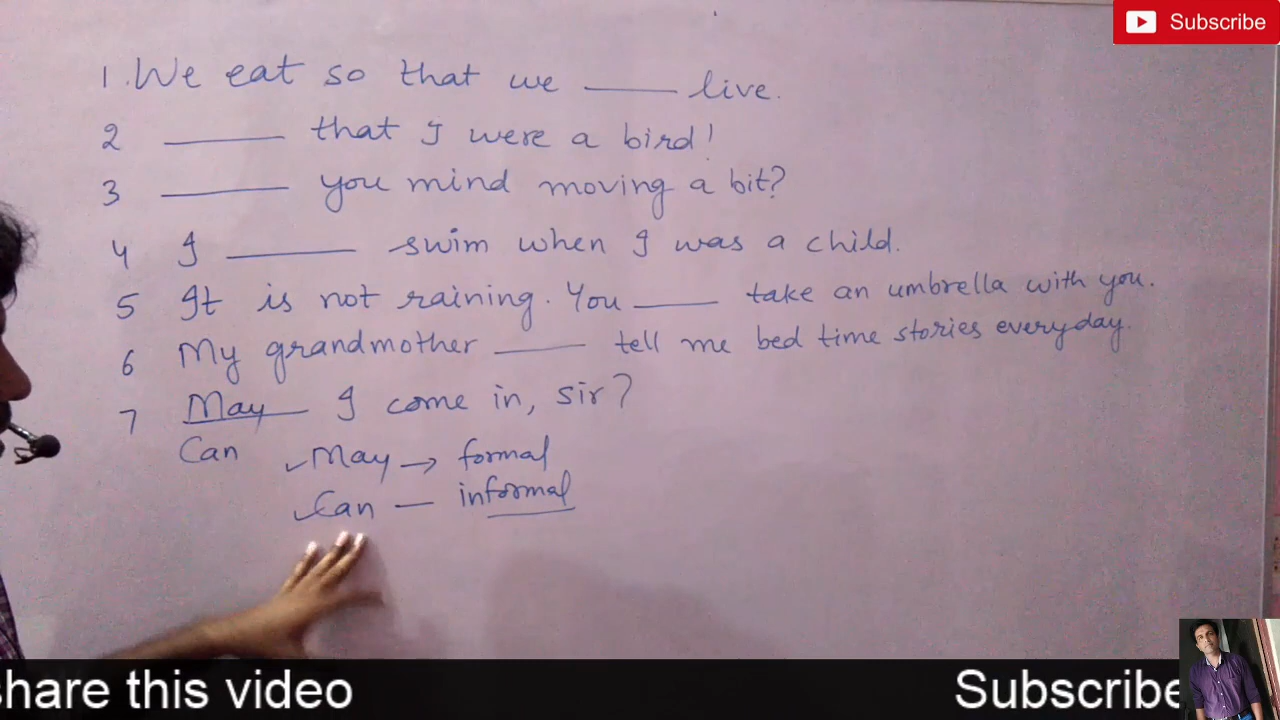 Subscribe
1. We eat so that we ____ live.
2 ____ that I were a bird!
3 ____ you mind moving a bit?
4 I ____ swim when I was a child.
5 It is not raining. You ____ take an umbrella with you.
6 My grandmother ____ tell me bed time stories everyday.
7 May I come in, sir?
Can ✓May → formal
✓Can — informal
share this video Subscribe